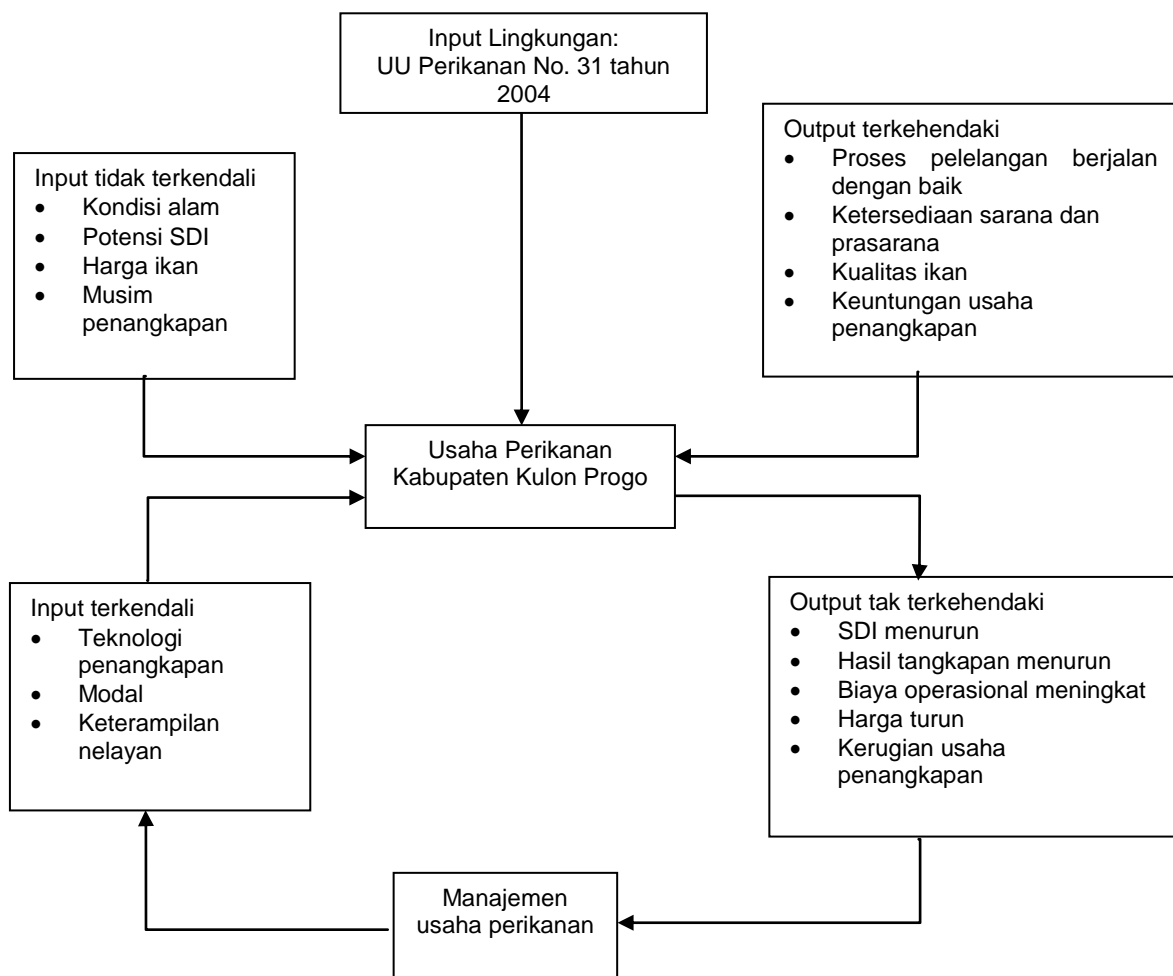 Input Lingkungan:
UU Perikanan No. 31 tahun
2004
Input tidak terkendali
• Kondisi alam
• Potensi SDI
• Harga ikan
• Musim
penangkapan
Output terkehendaki
• Proses pelelangan berjalan
dengan baik
• Ketersediaan sarana dan
prasarana
• Kualitas ikan
• Keuntungan usaha
penangkapan
Usaha Perikanan
Kabupaten Kulon Progo
Input terkendali
• Teknologi
penangkapan
• Modal
• Keterampilan
nelayan
Output tak terkehendaki
• SDI menurun
• Hasil tangkapan menurun
• Biaya operasional meningkat
• Harga turun
• Kerugian usaha
penangkapan
Manajemen
usaha perikanan